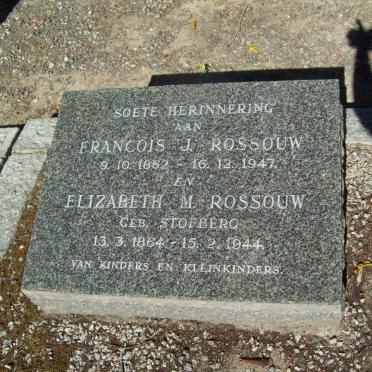 SOETE HERINNERING
AAN
FRANCOIS J. ROSSOUW
9. 10. 1862 - 16. 12. 1947.
EN
ELIZABETH M. ROSSOUW
GEB. STOFBERG
13. 3. 1864 - 15. 2. 1944.
VAN KINDERS EN KLEINKINDERS.